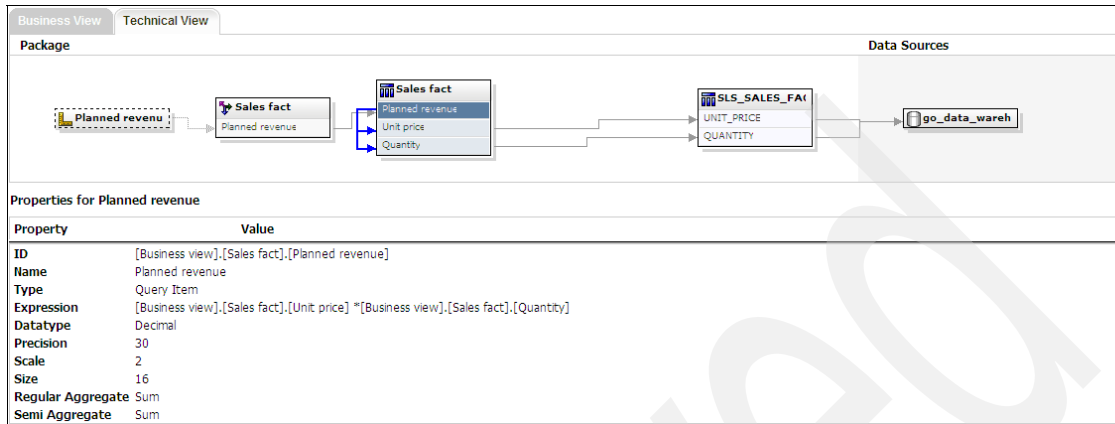 Business View Technical View
Package Data Sources
Planned revenu
Sales fact
Planned revenue
Sales fact
Planned revenue
Unit price
Quantity
SLS_SALES_FA(
UNIT_PRICE
QUANTITY
go_data_wareh
Properties for Planned revenue
Property Value
ID [Business view].[Sales fact].[Planned revenue]
Name Planned revenue
Type Query Item
Expression [Business view].[Sales fact].[Unit price] *[Business view].[Sales fact].[Quantity]
Datatype Decimal
Precision 30
Scale 2
Size 16
Regular Aggregate Sum
Semi Aggregate Sum